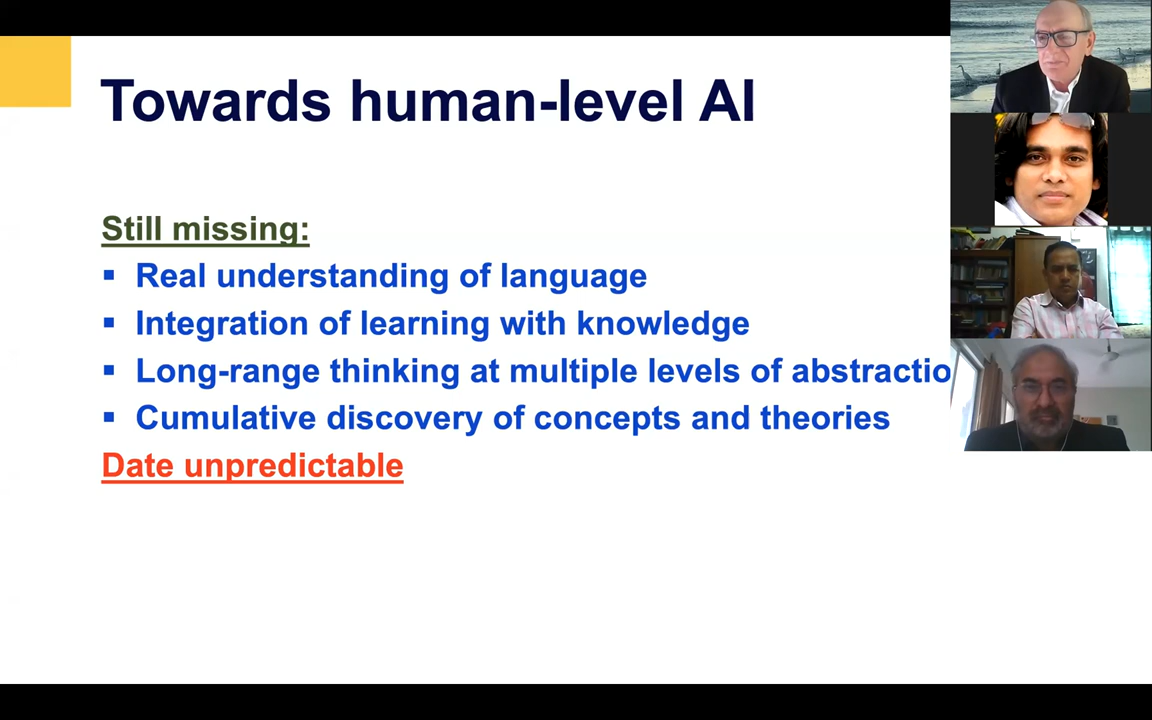 Towards human-level AI
Still missing:
▪ Real understanding of language
▪ Integration of learning with knowledge
▪ Long-range thinking at multiple levels of abstractio
▪ Cumulative discovery of concepts and theories
Date unpredictable